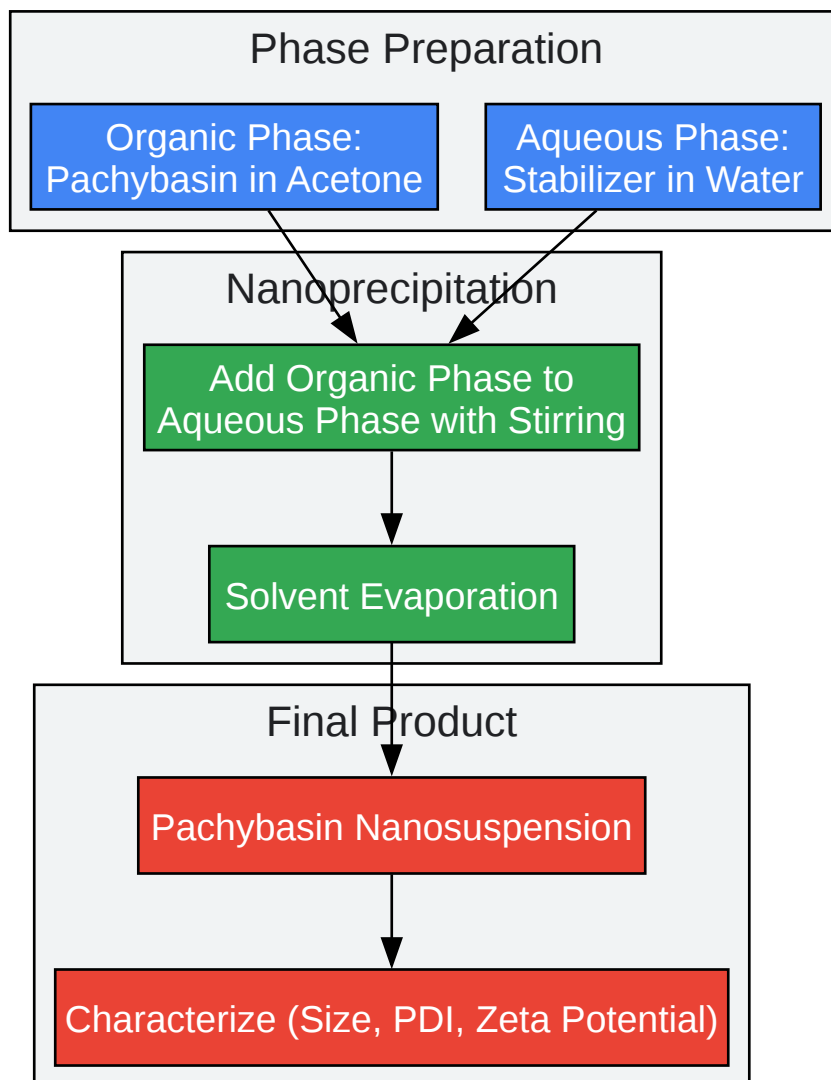 Phase Preparation
Organic Phase:
Pachybasin in Acetone
Aqueous Phase:
Stabilizer in Water
Nanoprecipitation
Add Organic Phase to
Aqueous Phase with Stirring
Solvent Evaporation
Final Product
Pachybasin Nanosuspension
Characterize (Size, PDI, Zeta Potential)